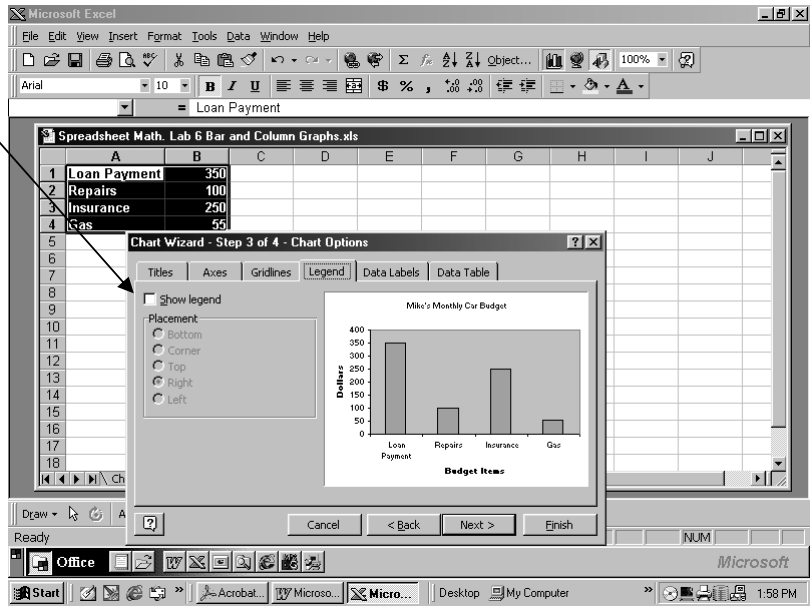 Microsoft Excel
File Edit View Insert Format Tools Data Window Help
Object... 100%
Arial 10 B I U $ % ,
= Loan Payment
Spreadsheet Math. Lab 6 Bar and Column Graphs.xls
A B C D E F G H I J
1 Loan Payment 350
2 Repairs 100
3 Insurance 250
4 Gas 55
5
6
7
8
9
10
11
12
13
14
15
16
17
18
Chart Wizard - Step 3 of 4 - Chart Options
Titles Axes Gridlines Legend Data Labels Data Table
Show legend
Placement
Bottom
Corner
Top
Right
Left
Mike's Monthly Car Budget
Dollars
400
350
300
250
200
150
100
50
0
Loan Payment Repairs Insurance Gas
Budget Items
Cancel < Back Next > Finish
Ch
Draw A
Ready NUM
Office Microsoft
Start Acrobat... Microso... Micro... Desktop My Computer 1:58 PM